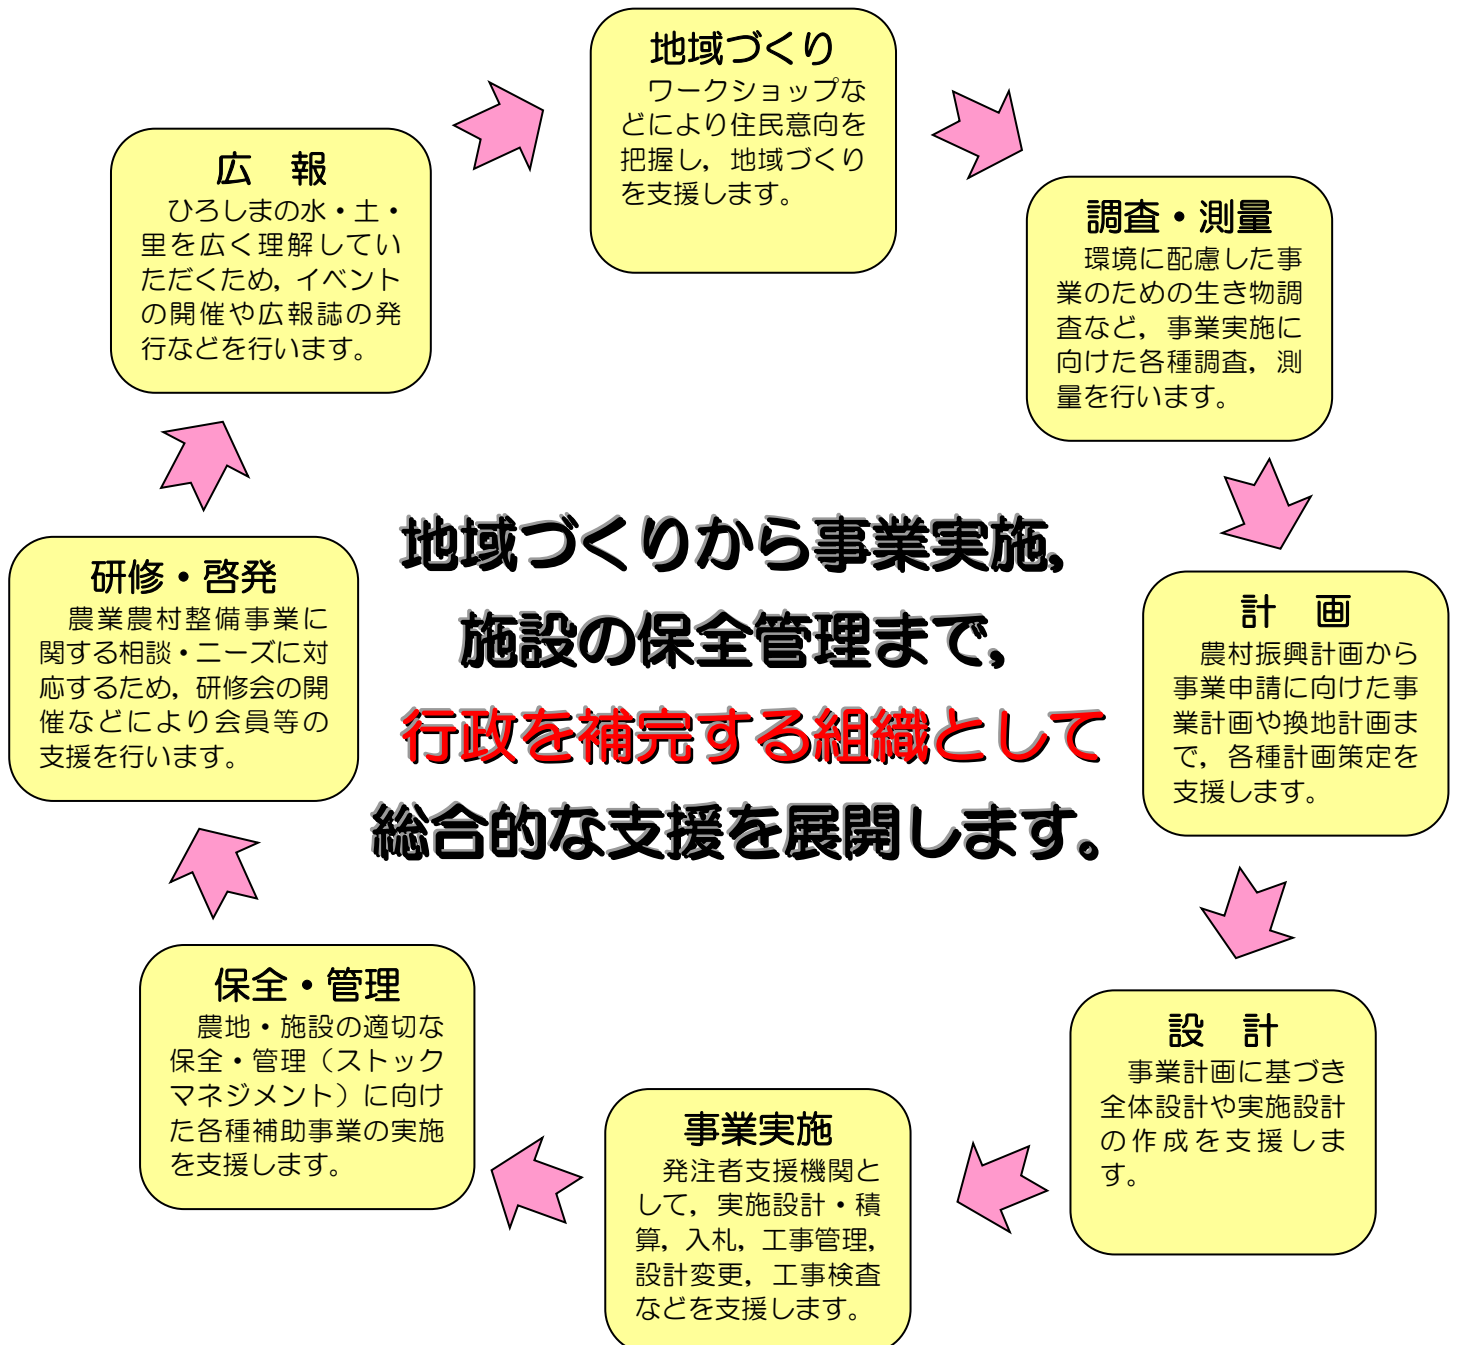 地域づくり
ワークショップな
どにより住民意向を
把握し，地域づくり
を支援します。
調査・測量
環境に配慮した事
業のための生き物調
査など，事業実施に
向けた各種調査，測
量を行います。
計　画
農村振興計画から
事業申請に向けた事
業計画や換地計画ま
で，各種計画策定を
支援します。
設　計
事業計画に基づき
全体設計や実施設計
の作成を支援しま
す。
事業実施
発注者支援機関と
して，実施設計・積
算，入札，工事管理，
設計変更，工事検査
などを支援します。
保全・管理
農地・施設の適切な
保全・管理（ストック
マネジメント）に向け
た各種補助事業の実施
を支援します。
研修・啓発
農業農村整備事業に
関する相談・ニーズに対
応するため，研修会の開
催などにより会員等の
支援を行います。
広　報
ひろしまの水・土・
里を広く理解してい
ただくため，イベント
の開催や広報誌の発
行などを行います。
地域づくりから事業実施，
施設の保全管理まで，
行政を補完する組織として
総合的な支援を展開します。